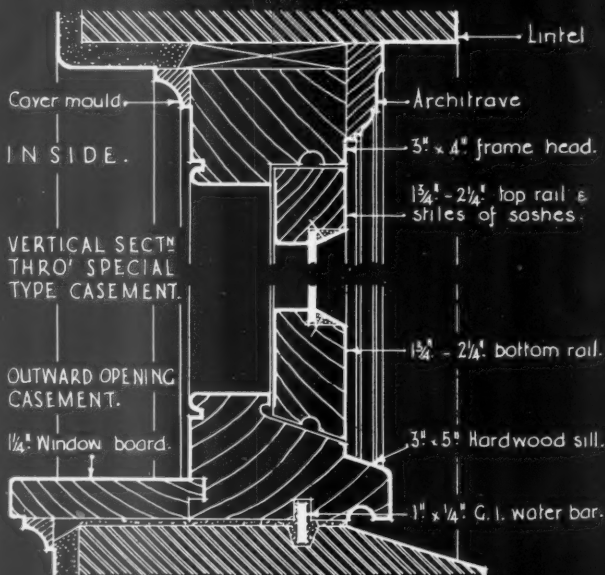 Lintel
Cover mould.
Architrave
INSIDE.
3" x 4" frame head.
1¾" - 2¼" top rail &
stiles of sashes.
VERTICAL SECTN
THRO' SPECIAL
TYPE CASEMENT.
1¾" - 2¼" bottom rail.
OUTWARD OPENING
CASEMENT.
1¼" Window board.
3" x 5" Hardwood sill.
1" x ¼" G.I. water bar.